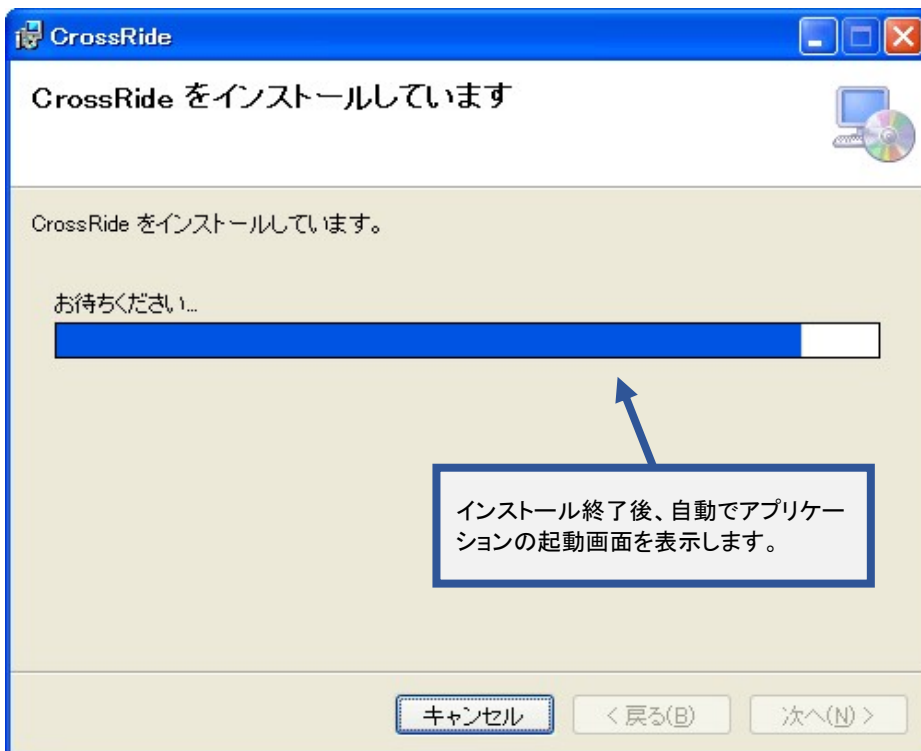 CrossRide
CrossRide をインストールしています
CrossRide をインストールしています。
お待ちください...
インストール終了後、自動でアプリケー
ションの起動画面を表示します。
キャンセル
< 戻る(B)
次へ(N) >